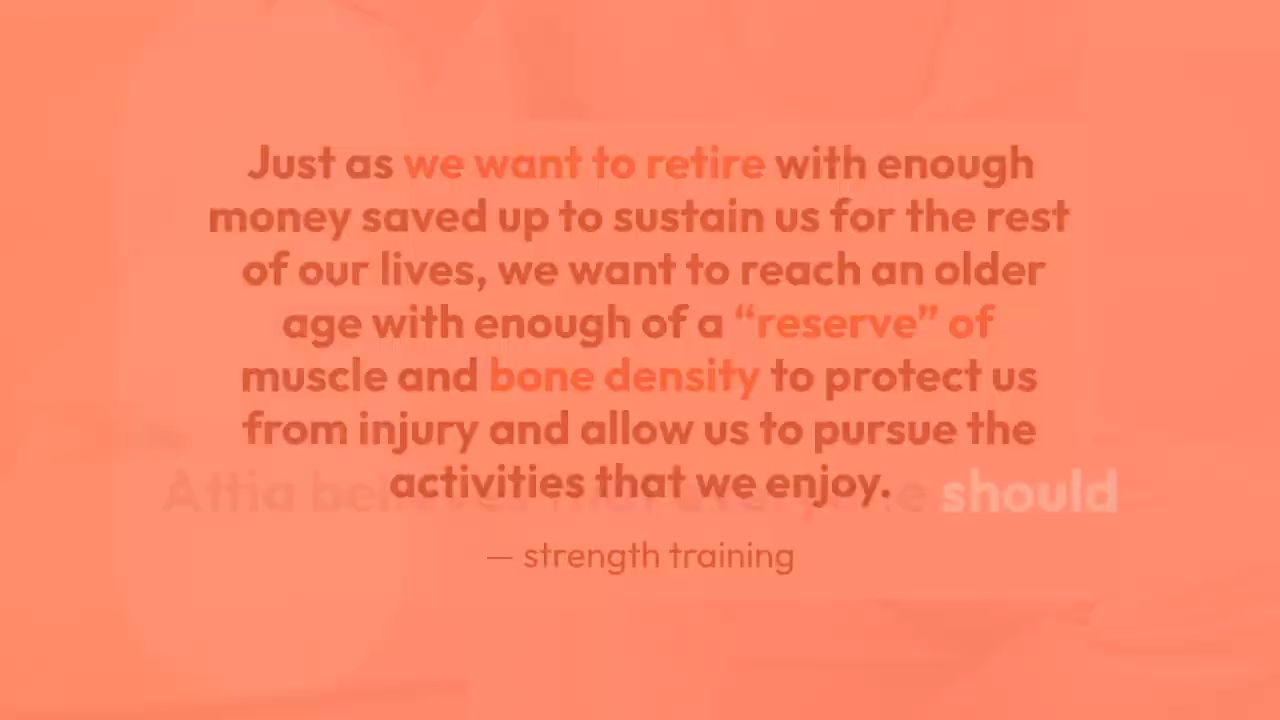 Just as we want to retire with enough
money saved up to sustain us for the rest
of our lives, we want to reach an older
age with enough of a “reserve” of
muscle and bone density to protect us
from injury and allow us to pursue the
activities that we enjoy.
Attia believes should
— strength training